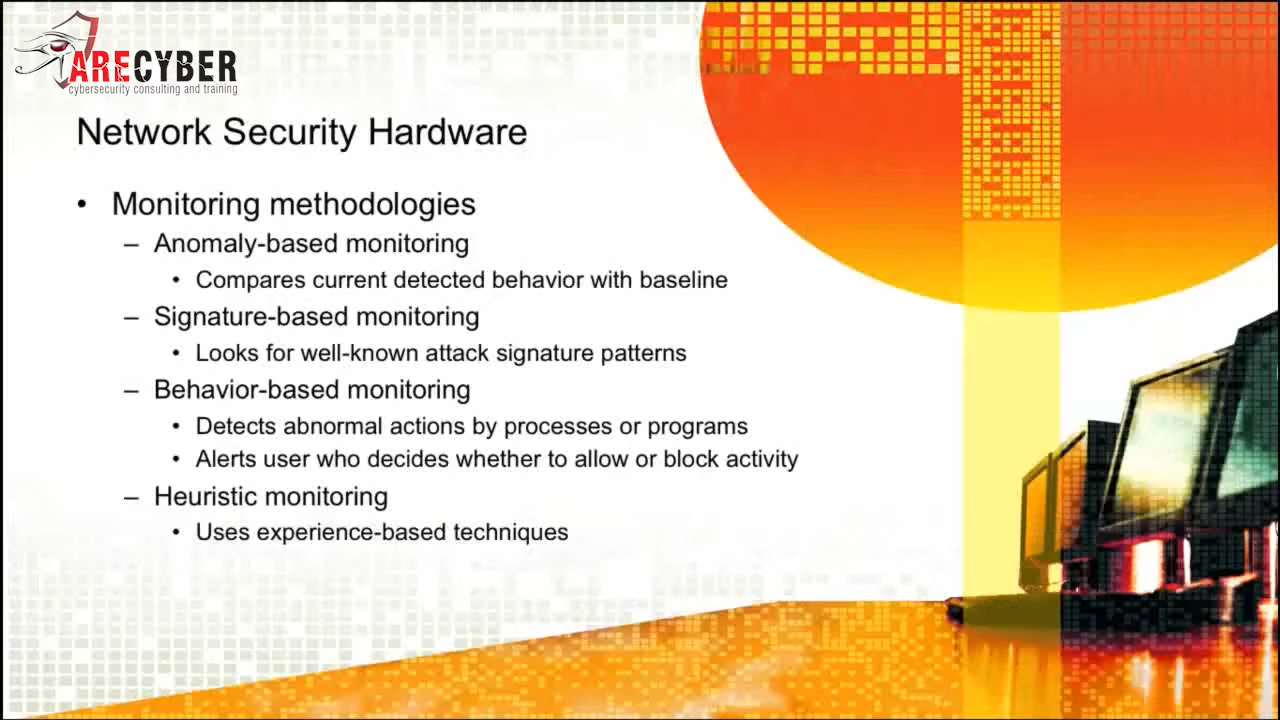 ARECYBER
cybersecurity consulting and training
Network Security Hardware
• Monitoring methodologies
– Anomaly-based monitoring
• Compares current detected behavior with baseline
– Signature-based monitoring
• Looks for well-known attack signature patterns
– Behavior-based monitoring
• Detects abnormal actions by processes or programs
• Alerts user who decides whether to allow or block activity
– Heuristic monitoring
• Uses experience-based techniques